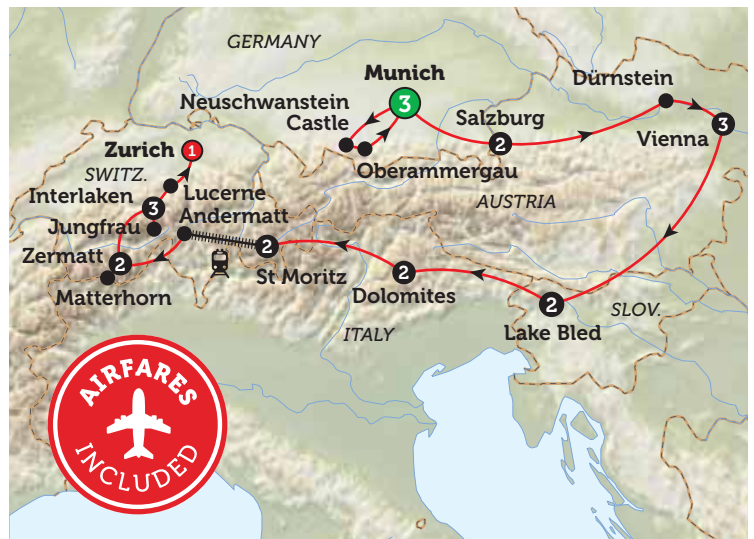 GERMANY
Munich
3
Neuschwanstein
Castle
Oberammergau
Salzburg
2
Dürnstein
Vienna
3
Zurich
1
SWITZ.
Interlaken
3
Lucerne
Jungfrau
Andermatt
Zermatt
2
Matterhorn
2
St Moritz
AUSTRIA
2
Dolomites
ITALY
2
Lake Bled
SLOV.
AIRFARES
INCLUDED